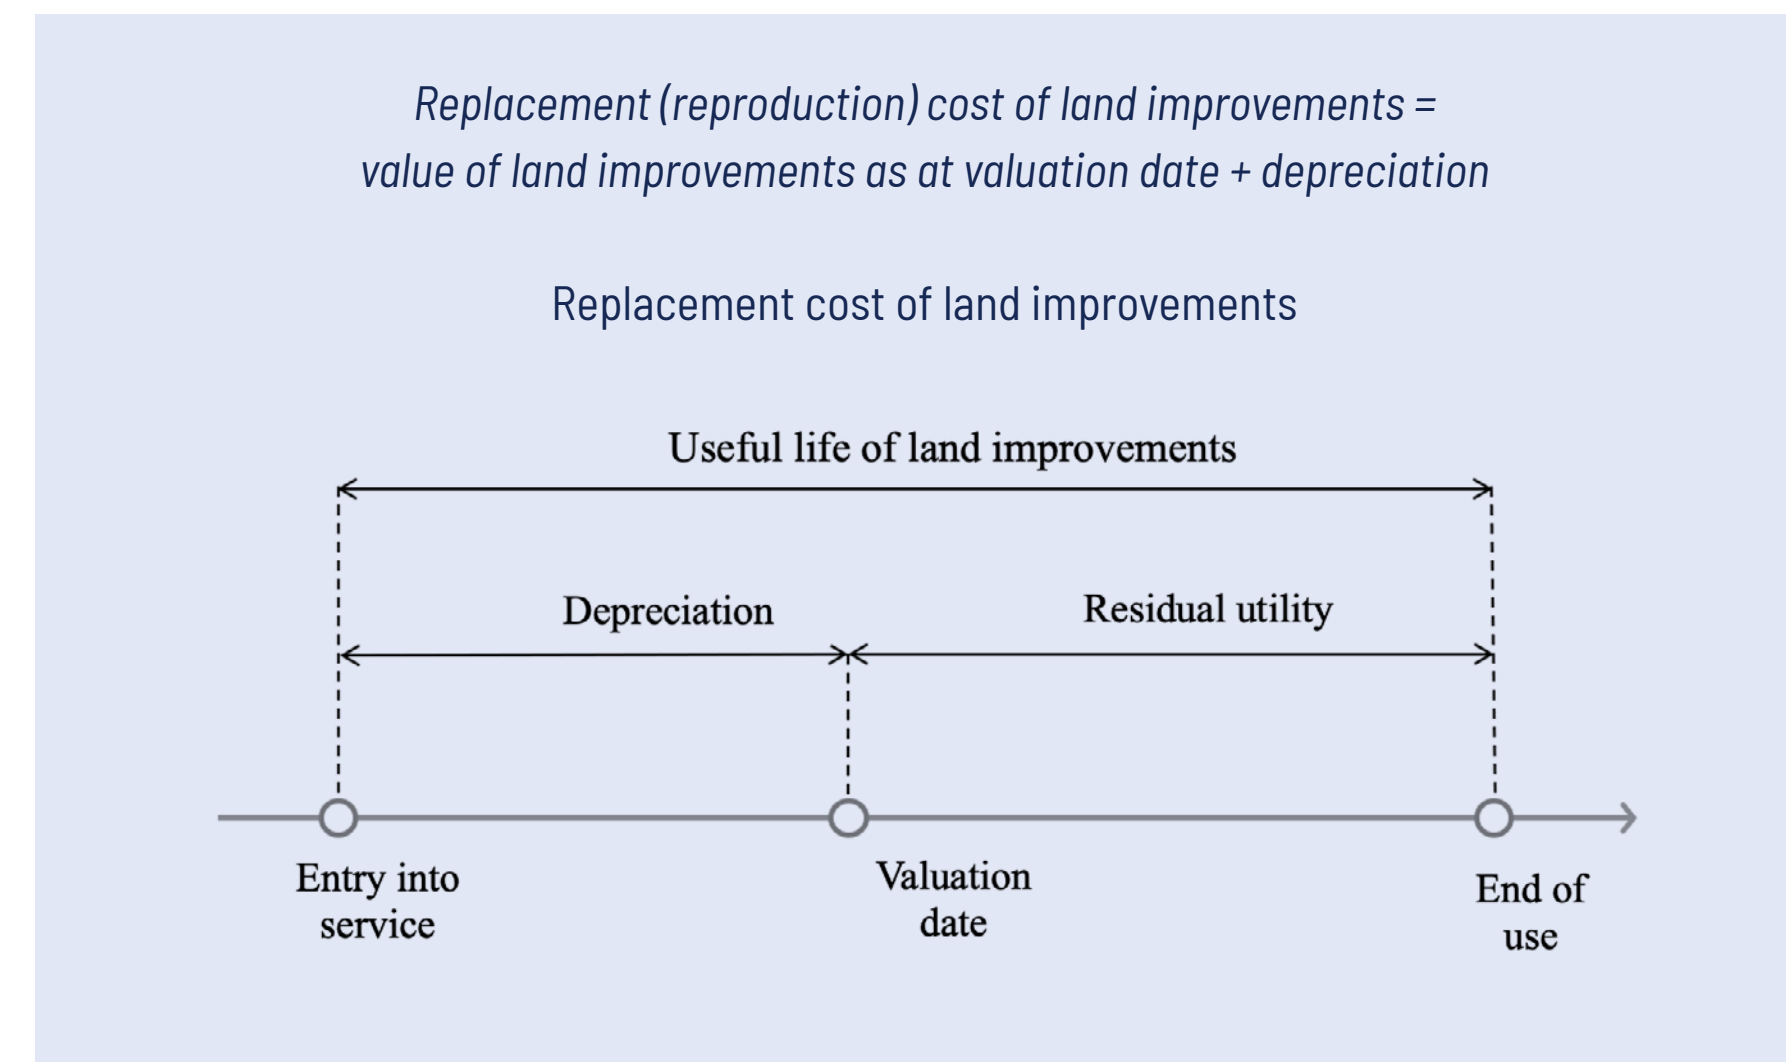 Replacement (reproduction) cost of land improvements =
value of land improvements as at valuation date + depreciation
Replacement cost of land improvements
Useful life of land improvements
Depreciation
Residual utility
Entry into
service
Valuation
date
End of
use